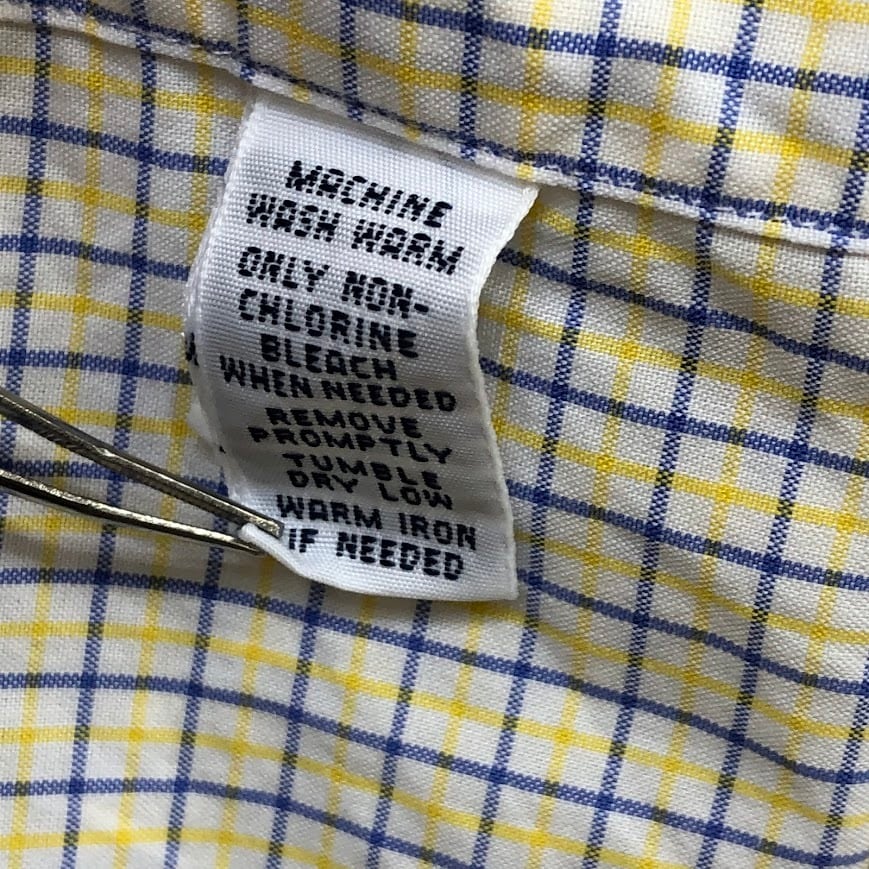 MACHINE
WASH WARM
ONLY NON-
CHLORINE
BLEACH
WHEN NEEDED
REMOVE
PROMPTLY
TUMBLE
DRY LOW
WARM IRON
IF NEEDED